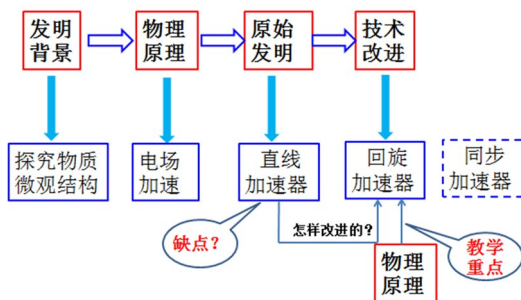 发明
背景
物理
原理
原始
发明
技术
改进
探究物质
微观结构
电场
加速
直线
加速器
回旋
加速器
同步
加速器
缺点?
怎样改进的?
物理
原理
教学
重点